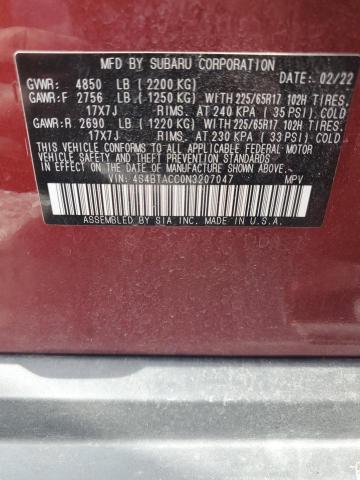 MFD BY SUBARU CORPORATION DATE: 02/22
GVWR: 4850 LB (2200 KG)
GAWR:F 2756 LB (1250 KG),WITH 225/65R17 102H TIRES,
17X7J RIMS, AT 240 KPA (35 PSI) COLD
GAWR:R 2690 LB (1220 KG),WITH 225/65R17 102H TIRES,
17X7J RIMS, AT 230 KPA (33 PSI) COLD
THIS VEHICLE CONFORMS TO ALL APPLICABLE FEDERAL MOTOR
VEHICLE SAFETY, BUMPER, AND THEFT PREVENTION STANDARDS IN
EFFECT ON THE DATE OF MANUFACTURE SHOWN ABOVE.
VIN: 4S4BTACC0N3207047 MPV
ASSEMBLED BY SIA INC. MADE IN U.S.A.